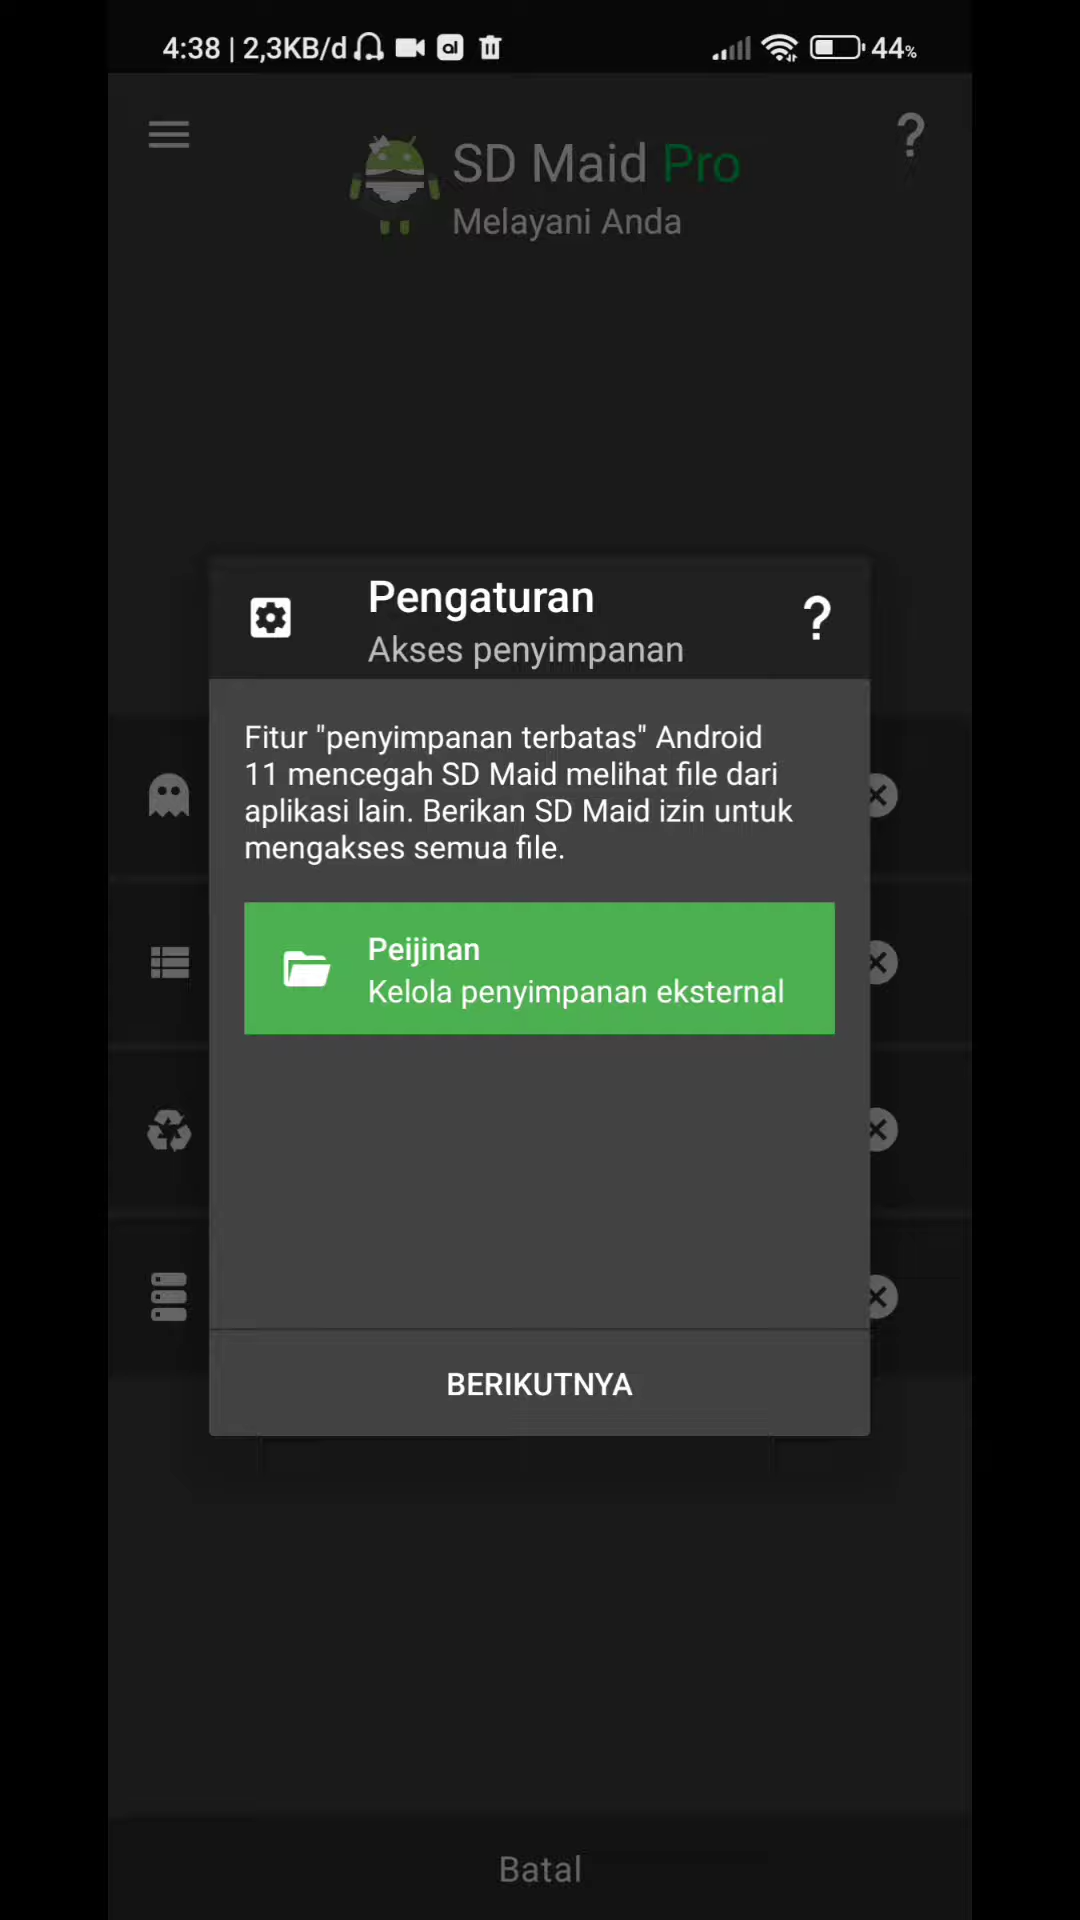 4:38 | 2,3KB/d
44%
SD Maid Pro
Melayani Anda
Pengaturan
Akses penyimpanan
Fitur "penyimpanan terbatas" Android
11 mencegah SD Maid melihat file dari
aplikasi lain. Berikan SD Maid izin untuk
mengakses semua file.
Peijinan
Kelola penyimpanan eksternal
BERIKUTNYA
Batal